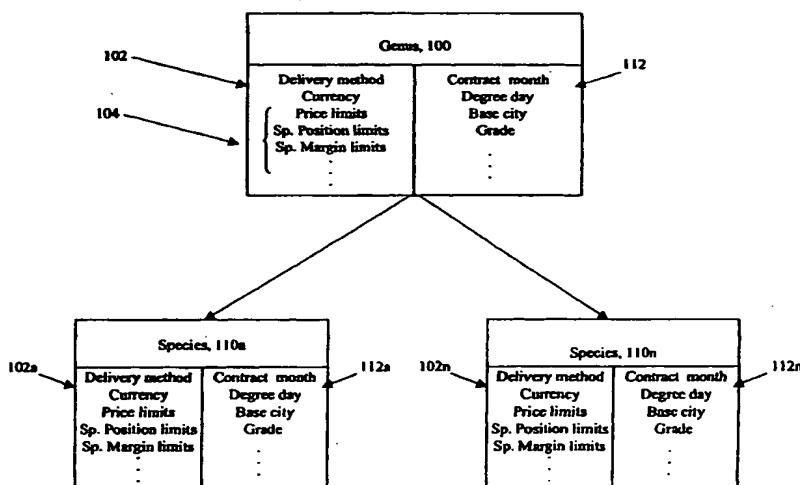 Genus, 100
102
112
Delivery method
Currency
Price limits
Sp. Position limits
Sp. Margin limits
Contract month
Degree day
Base city
Grade
104
Species, 110a
102a
112a
Delivery method
Currency
Price limits
Sp. Position limits
Sp. Margin limits
Contract month
Degree day
Base city
Grade
Species, 110n
102n
112n
Delivery method
Currency
Price limits
Sp. Position limits
Sp. Margin limits
Contract month
Degree day
Base city
Grade